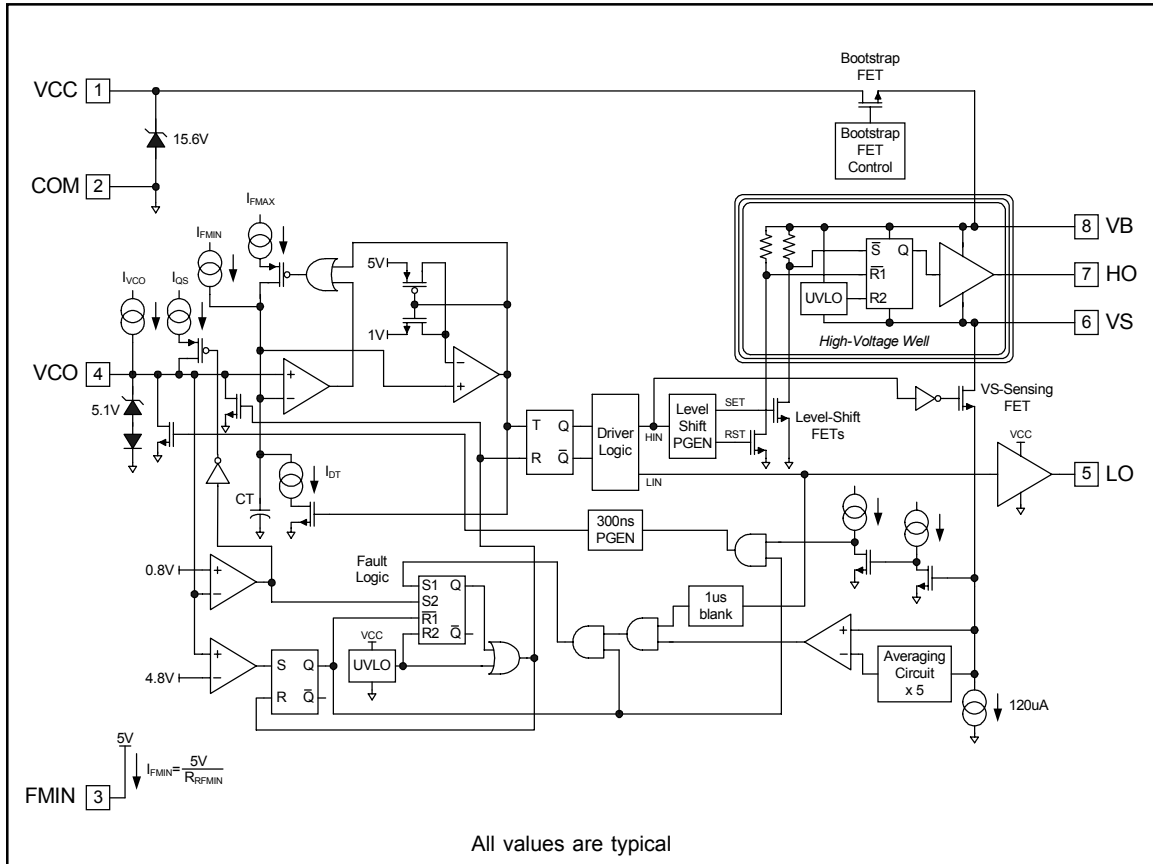 Bootstrap
FET
VCC 1
15.6V
Bootstrap
FET
Control
COM 2
IFMAX
IFMIN
IVCO
IQS
5V
1V
S̅ Q
R̅1̅
R2
UVLO
High-Voltage Well
8 VB
7 HO
6 VS
VCO 4
5.1V
VS-Sensing
FET
T Q
R Q̅
Driver
Logic
HIN
LIN
Level
Shift
PGEN
SET
RST
Level-Shift
FETs
VCC
5 LO
IDT
CT
300ns
PGEN
0.8V
Fault
Logic
S1 Q
S2
R̅1̅
R2 Q̅
1us
blank
VCC
UVLO
4.8V
S Q
R Q̅
Averaging
Circuit
x 5
120uA
5V
IFMIN= 5V
RRFMIN
FMIN 3
All values are typical